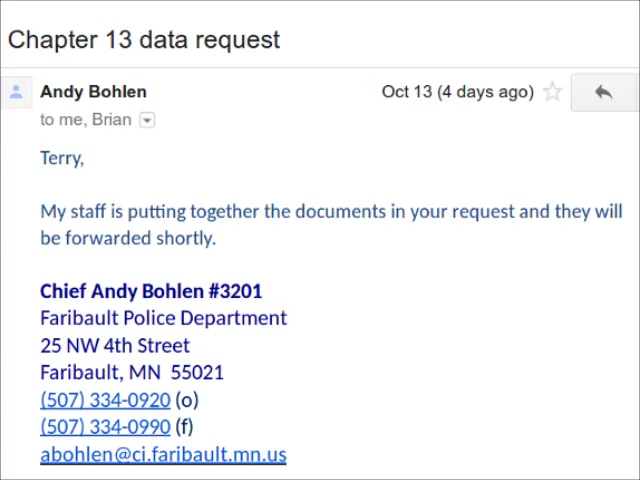 Chapter 13 data request
Andy Bohlen Oct 13 (4 days ago)
to me, Brian
Terry,
My staff is putting together the documents in your request and they will
be forwarded shortly.
Chief Andy Bohlen #3201
Faribault Police Department
25 NW 4th Street
Faribault, MN  55021
(507) 334-0920 (o)
(507) 334-0990 (f)
abohlen@ci.faribault.mn.us